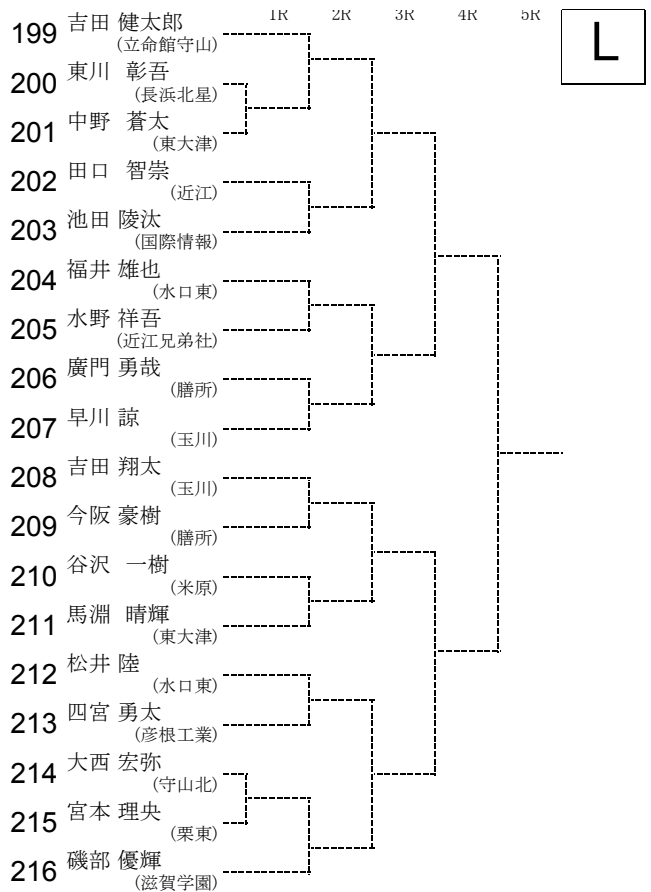 1R 2R 3R 4R 5R
L
199 吉田 健太郎
(立命館守山)
200 東川 彰吾
(長浜北星)
201 中野 蒼太
(東大津)
202 田口 智崇
(近江)
203 池田 陵汰
(国際情報)
204 福井 雄也
(水口東)
205 水野 祥吾
(近江兄弟社)
206 廣門 勇哉
(膳所)
207 早川 諒
(玉川)
208 吉田 翔太
(玉川)
209 今阪 豪樹
(膳所)
210 谷沢 一樹
(米原)
211 馬淵 晴輝
(東大津)
212 松井 陸
(水口東)
213 四宮 勇太
(彦根工業)
214 大西 宏弥
(守山北)
215 宮本 理央
(栗東)
216 磯部 優輝
(滋賀学園)